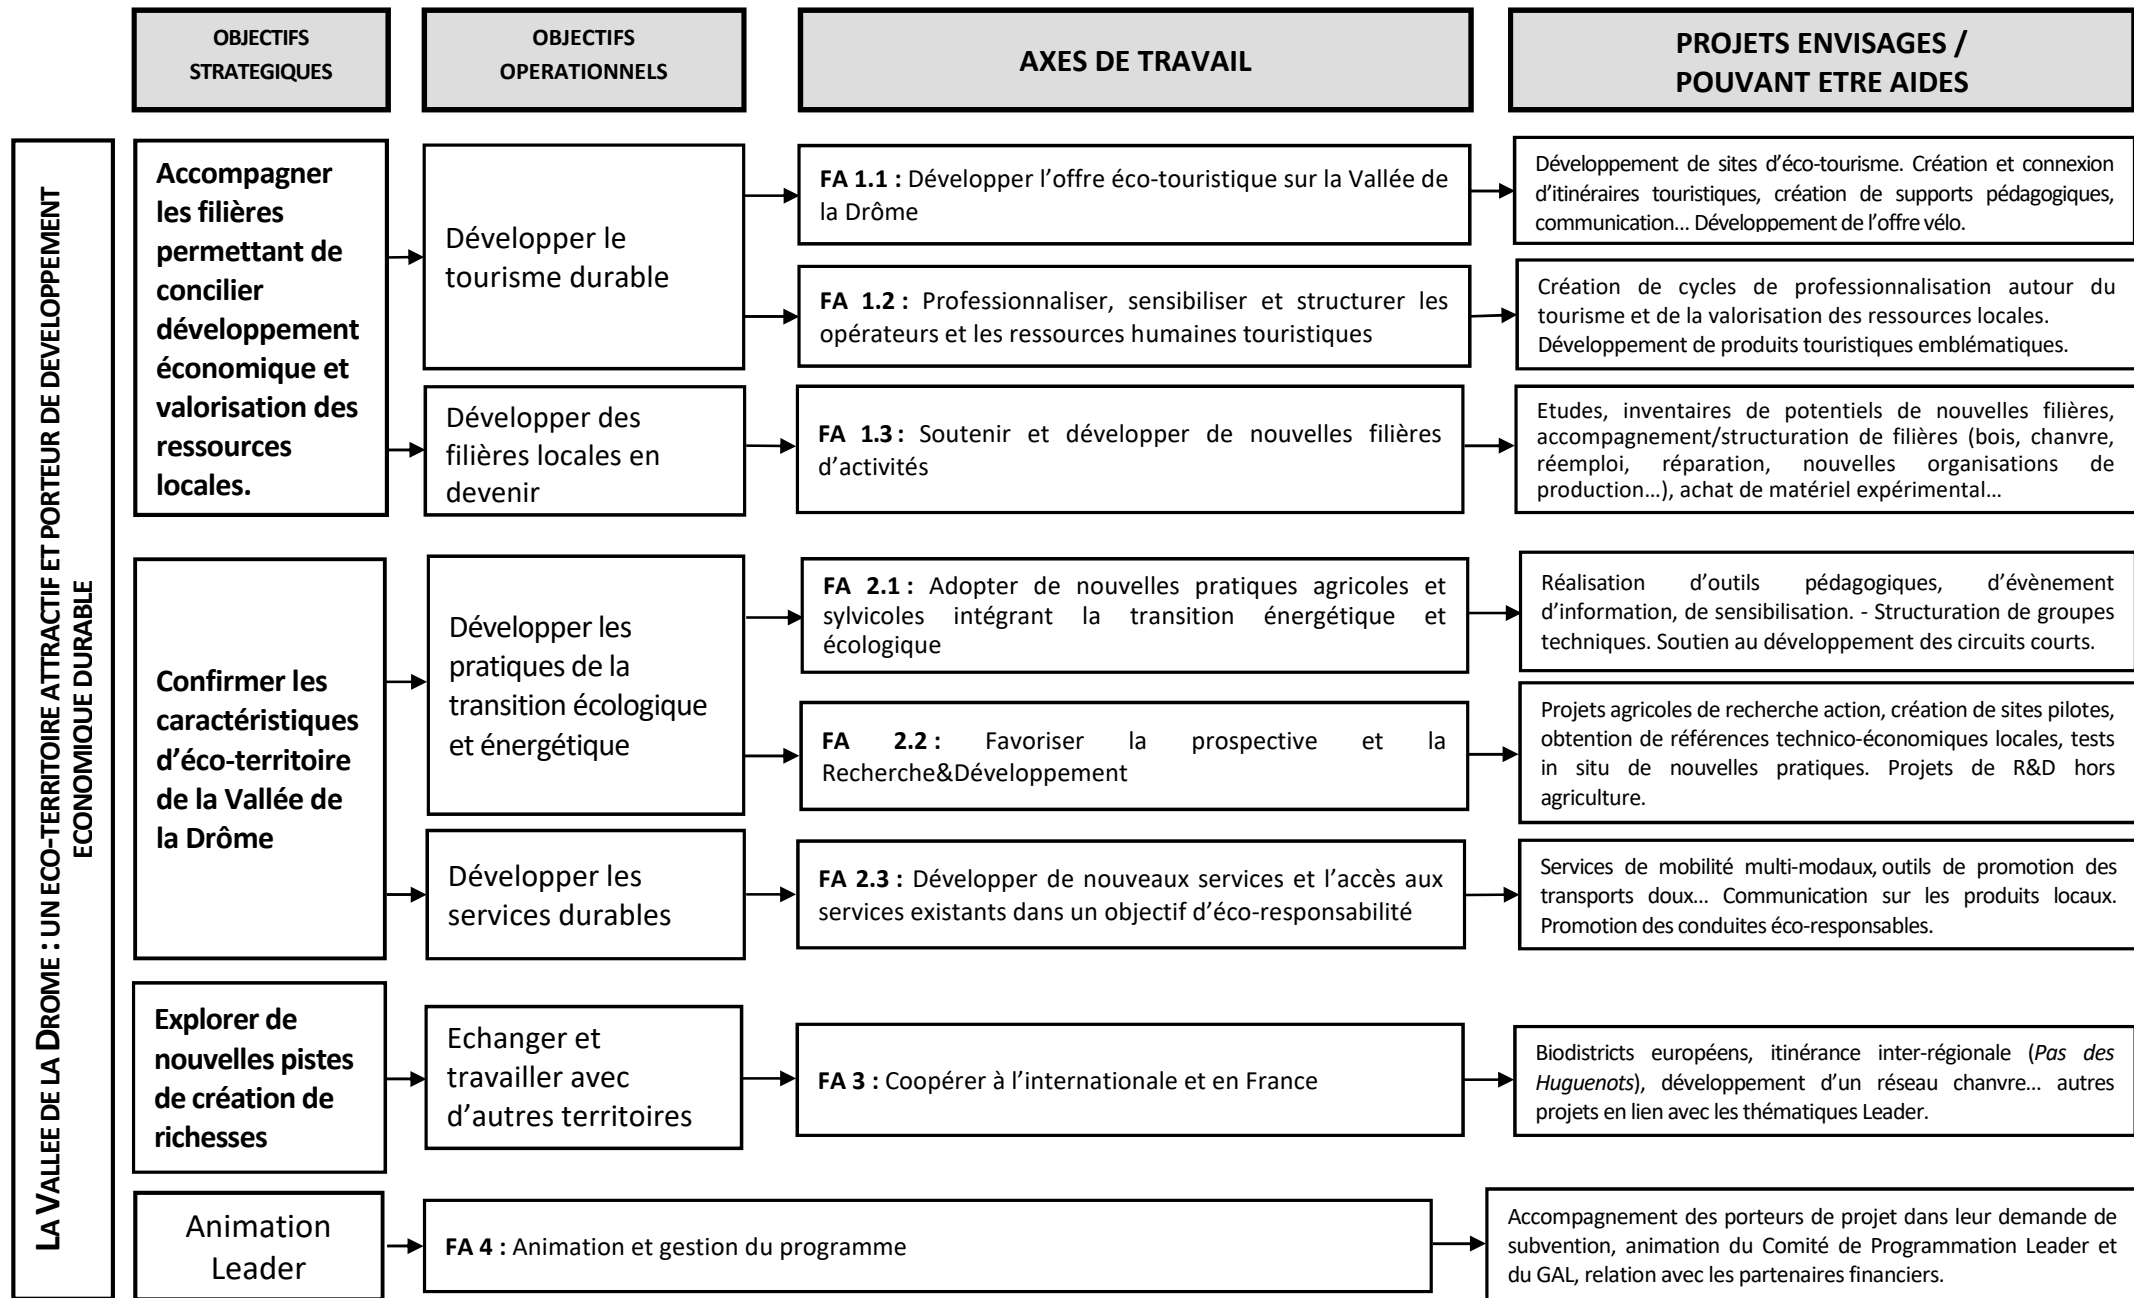 OBJECTIFS
STRATEGIQUES
OBJECTIFS
OPERATIONNELS
AXES DE TRAVAIL
PROJETS ENVISAGES /
POUVANT ETRE AIDES
LA VALLEE DE LA DROME : UN ECO-TERRITOIRE ATTRACTIF ET PORTEUR DE DEVELOPPEMENT
ECONOMIQUE DURABLE
Accompagner
les filières
permettant de
concilier
développement
économique et
valorisation des
ressources
locales.
Développer le
tourisme durable
FA 1.1 : Développer l’offre éco-touristique sur la Vallée de
la Drôme
Développement de sites d’éco-tourisme. Création et connexion
d’itinéraires touristiques, création de supports pédagogiques,
communication… Développement de l’offre vélo.
FA 1.2 : Professionnaliser, sensibiliser et structurer les
opérateurs et les ressources humaines touristiques
Création de cycles de professionnalisation autour du
tourisme et de la valorisation des ressources locales.
Développement de produits touristiques emblématiques.
Développer des
filières locales en
devenir
FA 1.3 : Soutenir et développer de nouvelles filières
d’activités
Etudes, inventaires de potentiels de nouvelles filières,
accompagnement/structuration de filières (bois, chanvre,
réemploi, réparation, nouvelles organisations de
production…), achat de matériel expérimental…
Confirmer les
caractéristiques
d’éco-territoire
de la Vallée de
la Drôme
Développer les
pratiques de la
transition écologique
et énergétique
FA 2.1 : Adopter de nouvelles pratiques agricoles et
sylvicoles intégrant la transition énergétique et
écologique
Réalisation d’outils pédagogiques, d’évènement
d’information, de sensibilisation. - Structuration de groupes
techniques. Soutien au développement des circuits courts.
FA 2.2 : Favoriser la prospective et la
Recherche&Développement
Projets agricoles de recherche action, création de sites pilotes,
obtention de références technico-économiques locales, tests
in situ de nouvelles pratiques. Projets de R&D hors
agriculture.
Développer les
services durables
FA 2.3 : Développer de nouveaux services et l’accès aux
services existants dans un objectif d’éco-responsabilité
Services de mobilité multi-modaux, outils de promotion des
transports doux… Communication sur les produits locaux.
Promotion des conduites éco-responsables.
Explorer de
nouvelles pistes
de création de
richesses
Echanger et
travailler avec
d’autres territoires
FA 3 : Coopérer à l’internationale et en France
Biodistricts européens, itinérance inter-régionale (Pas des
Huguenots), développement d’un réseau chanvre… autres
projets en lien avec les thématiques Leader.
Animation
Leader
FA 4 : Animation et gestion du programme
Accompagnement des porteurs de projet dans leur demande de
subvention, animation du Comité de Programmation Leader et
du GAL, relation avec les partenaires financiers.